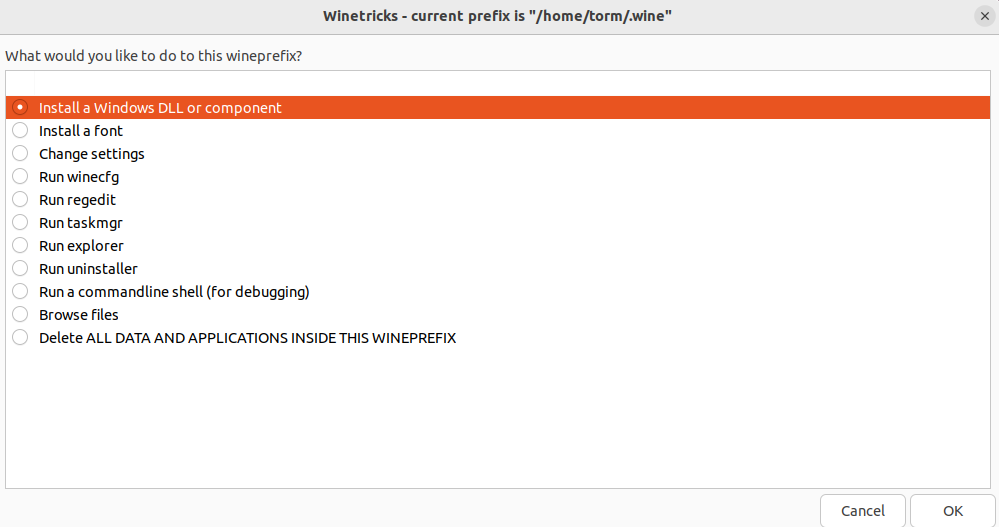 Winetricks - current prefix is "/home/torm/.wine"
What would you like to do to this wineprefix?
Install a Windows DLL or component
Install a font
Change settings
Run winecfg
Run regedit
Run taskmgr
Run explorer
Run uninstaller
Run a commandline shell (for debugging)
Browse files
Delete ALL DATA AND APPLICATIONS INSIDE THIS WINEPREFIX
Cancel OK